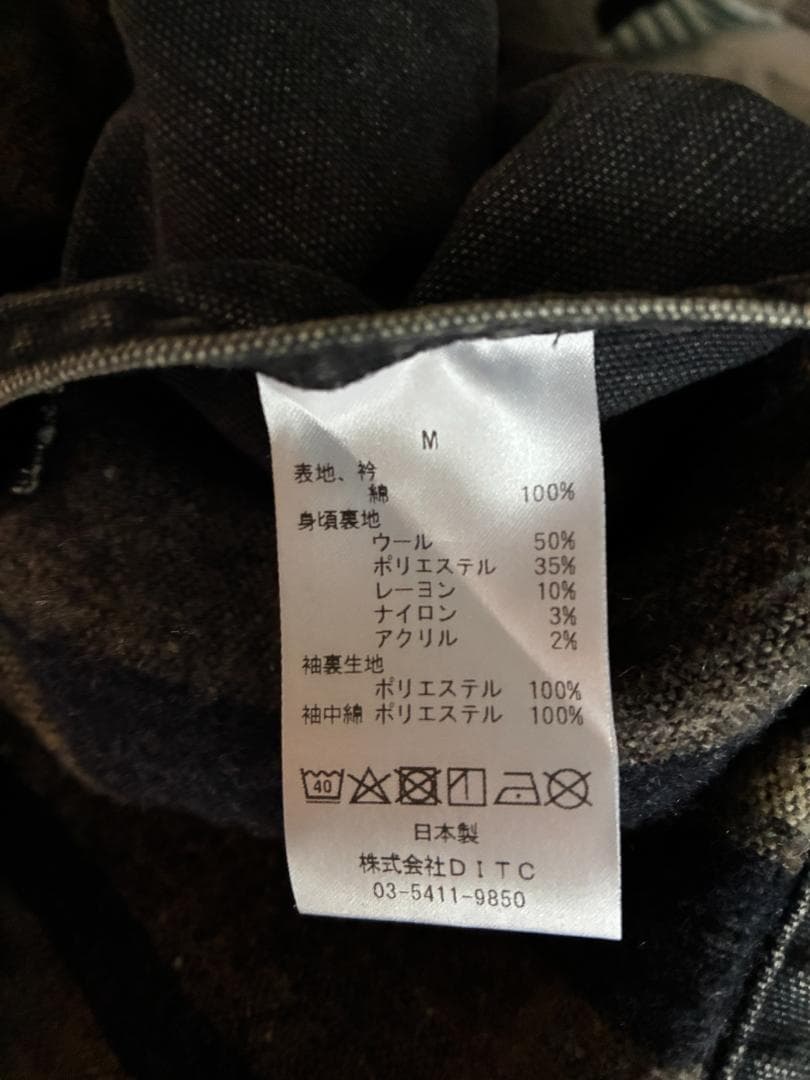 M
表地、衿
綿 100%
身頃裏地
ウール 50%
ポリエステル 35%
レーヨン 10%
ナイロン 3%
アクリル 2%
袖裏生地
ポリエステル 100%
袖中綿 ポリエステル 100%
40
日本製
株式会社DITC
03-5411-9850